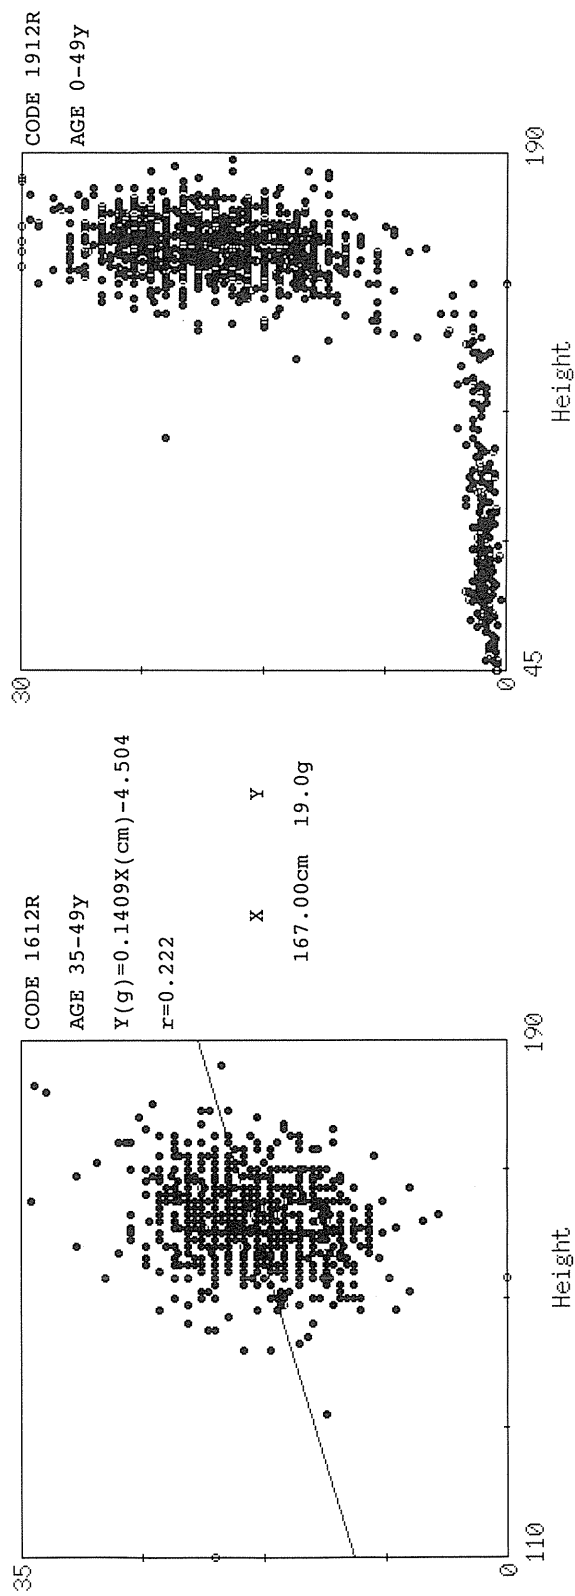 CODE 1612R
AGE 35-49y
Y(g)=0.1409X(cm)-4.504
r=0.222
X Y
167.00cm 19.0g
35
0
110
190
Height
CODE 1912R
AGE 0-49y
30
0
45
190
Height